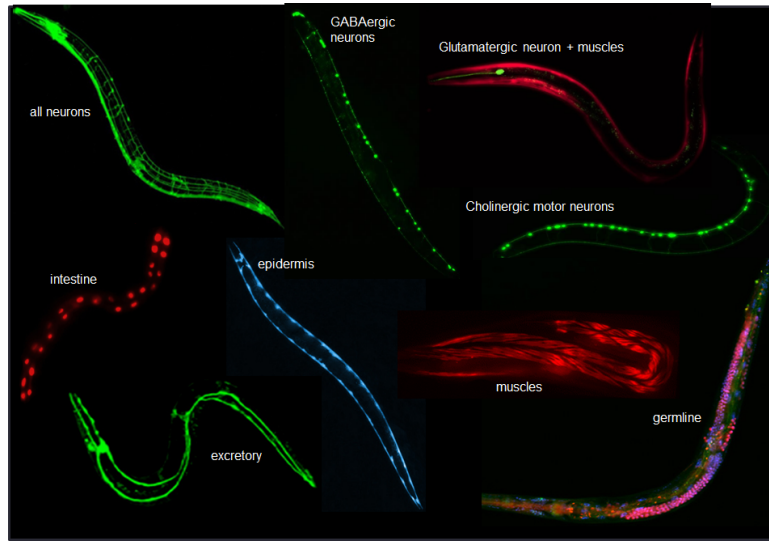 GABAergic
neurons
Glutamatergic neuron + muscles
all neurons
Cholinergic motor neurons
intestine
epidermis
muscles
germline
excretory